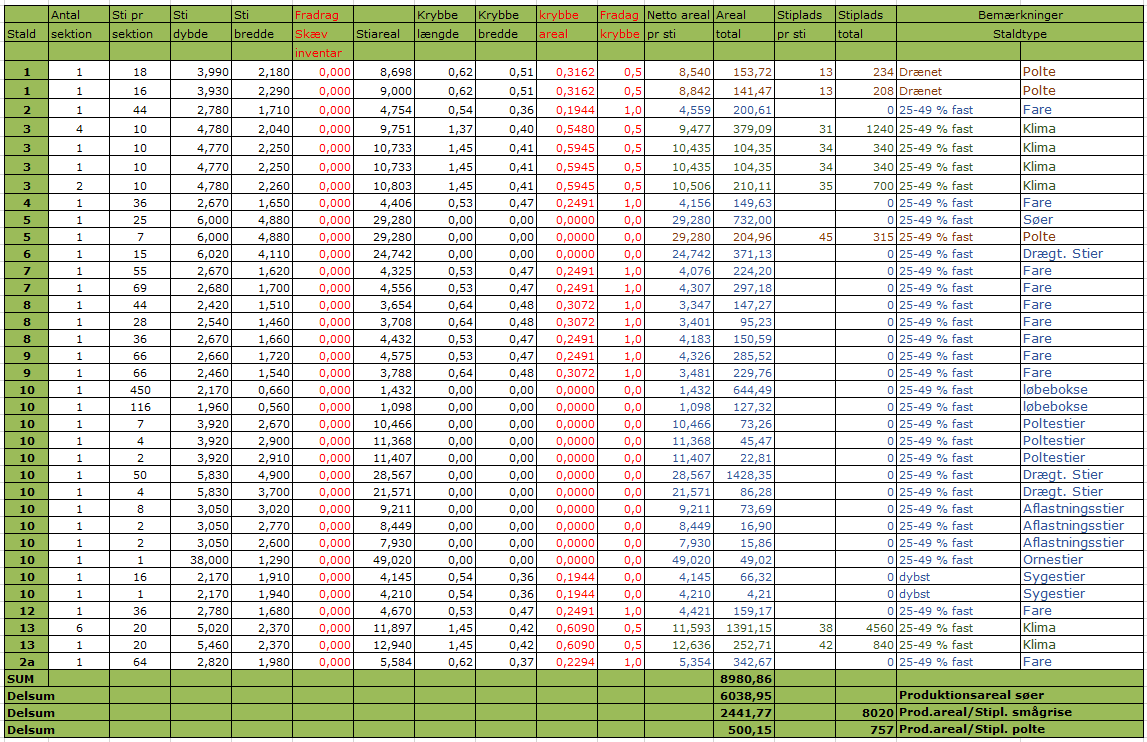 Antal Sti pr Sti Sti Fradrag Krybbe Krybbe krybbe Fradag Netto areal Areal Stiplads Stiplads Bemærkninger
Stald sektion sektion dybde bredde Skæv Stiareal længde bredde areal krybbe pr sti total pr sti total Staldtype
inventar
1 1 18 3,990 2,180 0,000 8,698 0,62 0,51 0,3162 0,5 8,540 153,72 13 234 Drænet Polte
1 1 16 3,930 2,290 0,000 9,000 0,62 0,51 0,3162 0,5 8,842 141,47 13 208 Drænet Polte
2 1 44 2,780 1,710 0,000 4,754 0,54 0,36 0,1944 1,0 4,559 200,61 0 25-49 % fast Fare
3 4 10 4,780 2,040 0,000 9,751 1,37 0,40 0,5480 0,5 9,477 379,09 31 1240 25-49 % fast Klima
3 1 10 4,770 2,250 0,000 10,733 1,45 0,41 0,5945 0,5 10,435 104,35 34 340 25-49 % fast Klima
3 1 10 4,770 2,250 0,000 10,733 1,45 0,41 0,5945 0,5 10,435 104,35 34 340 25-49 % fast Klima
3 2 10 4,780 2,260 0,000 10,803 1,45 0,41 0,5945 0,5 10,506 210,11 35 700 25-49 % fast Klima
4 1 36 2,670 1,650 0,000 4,406 0,53 0,47 0,2491 1,0 4,156 149,63 0 25-49 % fast Fare
5 1 25 6,000 4,880 0,000 29,280 0,00 0,00 0,0000 0,0 29,280 732,00 0 25-49 % fast Søer
5 1 7 6,000 4,880 0,000 29,280 0,00 0,00 0,0000 0,0 29,280 204,96 45 315 25-49 % fast Polte
6 1 15 6,020 4,110 0,000 24,742 0,00 0,00 0,0000 0,0 24,742 371,13 0 25-49 % fast Drægt. Stier
7 1 55 2,670 1,620 0,000 4,325 0,53 0,47 0,2491 1,0 4,076 224,20 0 25-49 % fast Fare
7 1 69 2,680 1,700 0,000 4,556 0,53 0,47 0,2491 1,0 4,307 297,18 0 25-49 % fast Fare
8 1 44 2,420 1,510 0,000 3,654 0,64 0,48 0,3072 1,0 3,347 147,27 0 25-49 % fast Fare
8 1 28 2,540 1,460 0,000 3,708 0,64 0,48 0,3072 1,0 3,401 95,23 0 25-49 % fast Fare
8 1 36 2,670 1,660 0,000 4,432 0,53 0,47 0,2491 1,0 4,183 150,59 0 25-49 % fast Fare
9 1 66 2,660 1,720 0,000 4,575 0,53 0,47 0,2491 1,0 4,326 285,52 0 25-49 % fast Fare
9 1 66 2,460 1,540 0,000 3,788 0,64 0,48 0,3072 1,0 3,481 229,76 0 25-49 % fast Fare
10 1 450 2,170 0,660 0,000 1,432 0,00 0,00 0,0000 0,0 1,432 644,49 0 25-49 % fast løbebokse
10 1 116 1,960 0,560 0,000 1,098 0,00 0,00 0,0000 0,0 1,098 127,32 0 25-49 % fast løbebokse
10 1 7 3,920 2,670 0,000 10,466 0,00 0,00 0,0000 0,0 10,466 73,26 0 25-49 % fast Poltestier
10 1 4 3,920 2,900 0,000 11,368 0,00 0,00 0,0000 0,0 11,368 45,47 0 25-49 % fast Poltestier
10 1 2 3,920 2,910 0,000 11,407 0,00 0,00 0,0000 0,0 11,407 22,81 0 25-49 % fast Poltestier
10 1 50 5,830 4,900 0,000 28,567 0,00 0,00 0,0000 0,0 28,567 1428,35 0 25-49 % fast Drægt. Stier
10 1 4 5,830 3,700 0,000 21,571 0,00 0,00 0,0000 0,0 21,571 86,28 0 25-49 % fast Drægt. Stier
10 1 8 3,050 3,020 0,000 9,211 0,00 0,00 0,0000 0,0 9,211 73,69 0 25-49 % fast Aflastningsstier
10 1 2 3,050 2,770 0,000 8,449 0,00 0,00 0,0000 0,0 8,449 16,90 0 25-49 % fast Aflastningsstier
10 1 2 3,050 2,600 0,000 7,930 0,00 0,00 0,0000 0,0 7,930 15,86 0 25-49 % fast Aflastningsstier
10 1 1 38,000 1,290 0,000 49,020 0,00 0,00 0,0000 0,0 49,020 49,02 0 25-49 % fast Ornestier
10 1 16 2,170 1,910 0,000 4,145 0,54 0,36 0,1944 0,0 4,145 66,32 0 dybst Sygestier
10 1 1 2,170 1,940 0,000 4,210 0,54 0,36 0,1944 0,0 4,210 4,21 0 dybst Sygestier
12 1 36 2,780 1,680 0,000 4,670 0,53 0,47 0,2491 1,0 4,421 159,17 0 25-49 % fast Fare
13 6 20 5,020 2,370 0,000 11,897 1,45 0,42 0,6090 0,5 11,593 1391,15 38 4560 25-49 % fast Klima
13 1 20 5,460 2,370 0,000 12,940 1,45 0,42 0,6090 0,5 12,636 252,71 42 840 25-49 % fast Klima
2a 1 64 2,820 1,980 0,000 5,584 0,62 0,37 0,2294 1,0 5,354 342,67 0 25-49 % fast Fare
SUM 8980,86
Delsum 6038,95 Produktionsareal søer
Delsum 2441,77 8020 Prod.areal/Stipl. smågrise
Delsum 500,15 757 Prod.areal/Stipl. polte